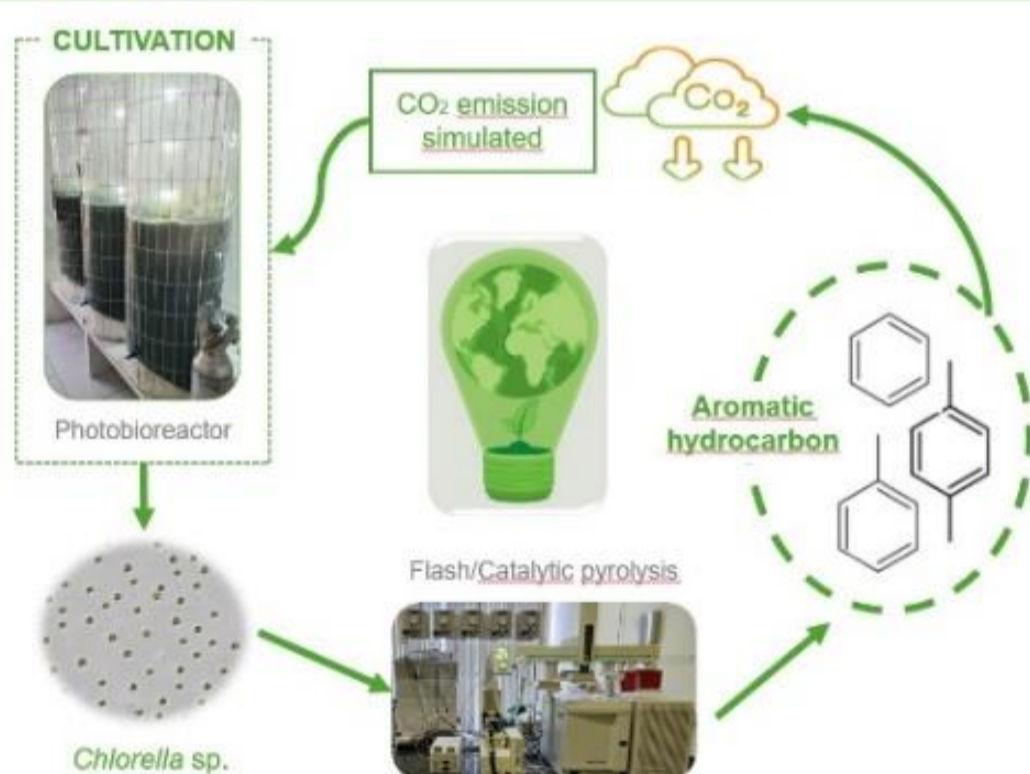 CULTIVATION
CO₂ emission
simulated
Co₂
Photobioreactor
Aromatic
hydrocarbon
Flash/Catalytic pyrolysis
Chlorella sp.